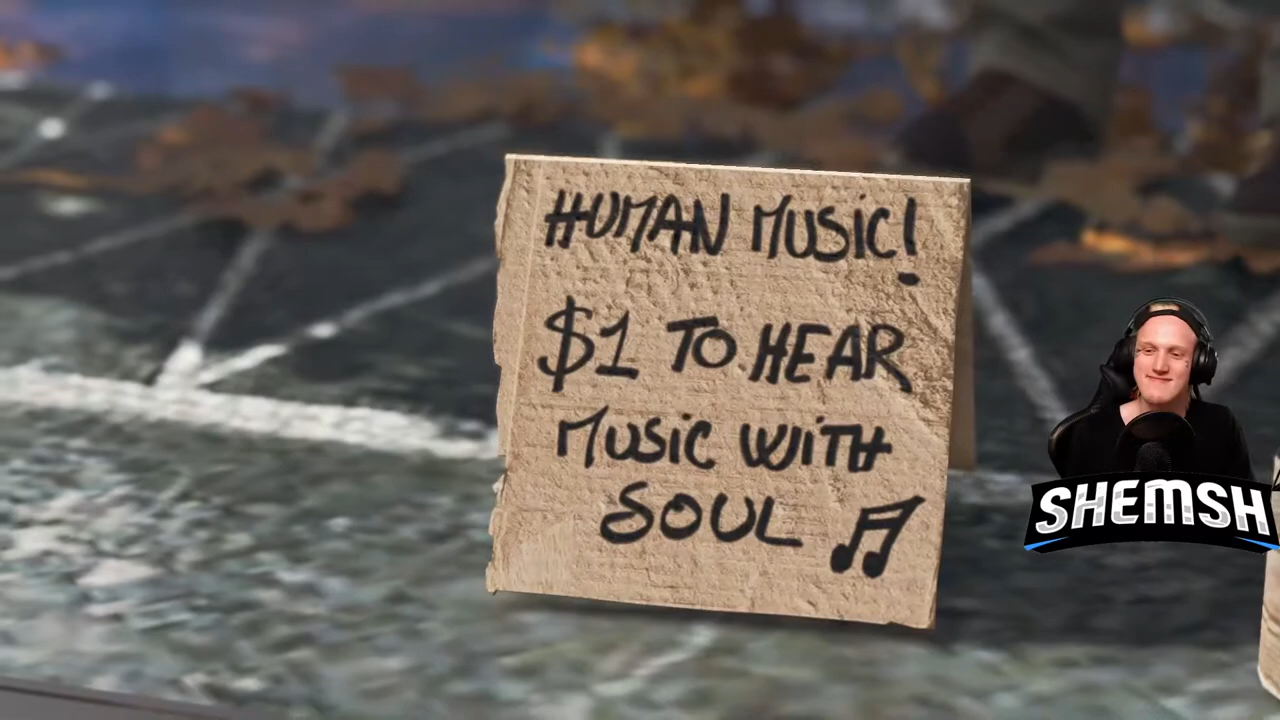 HUMAN MUSIC!
$1 TO HEAR
MUSIC WITH
SOUL ♫
SHEMSH